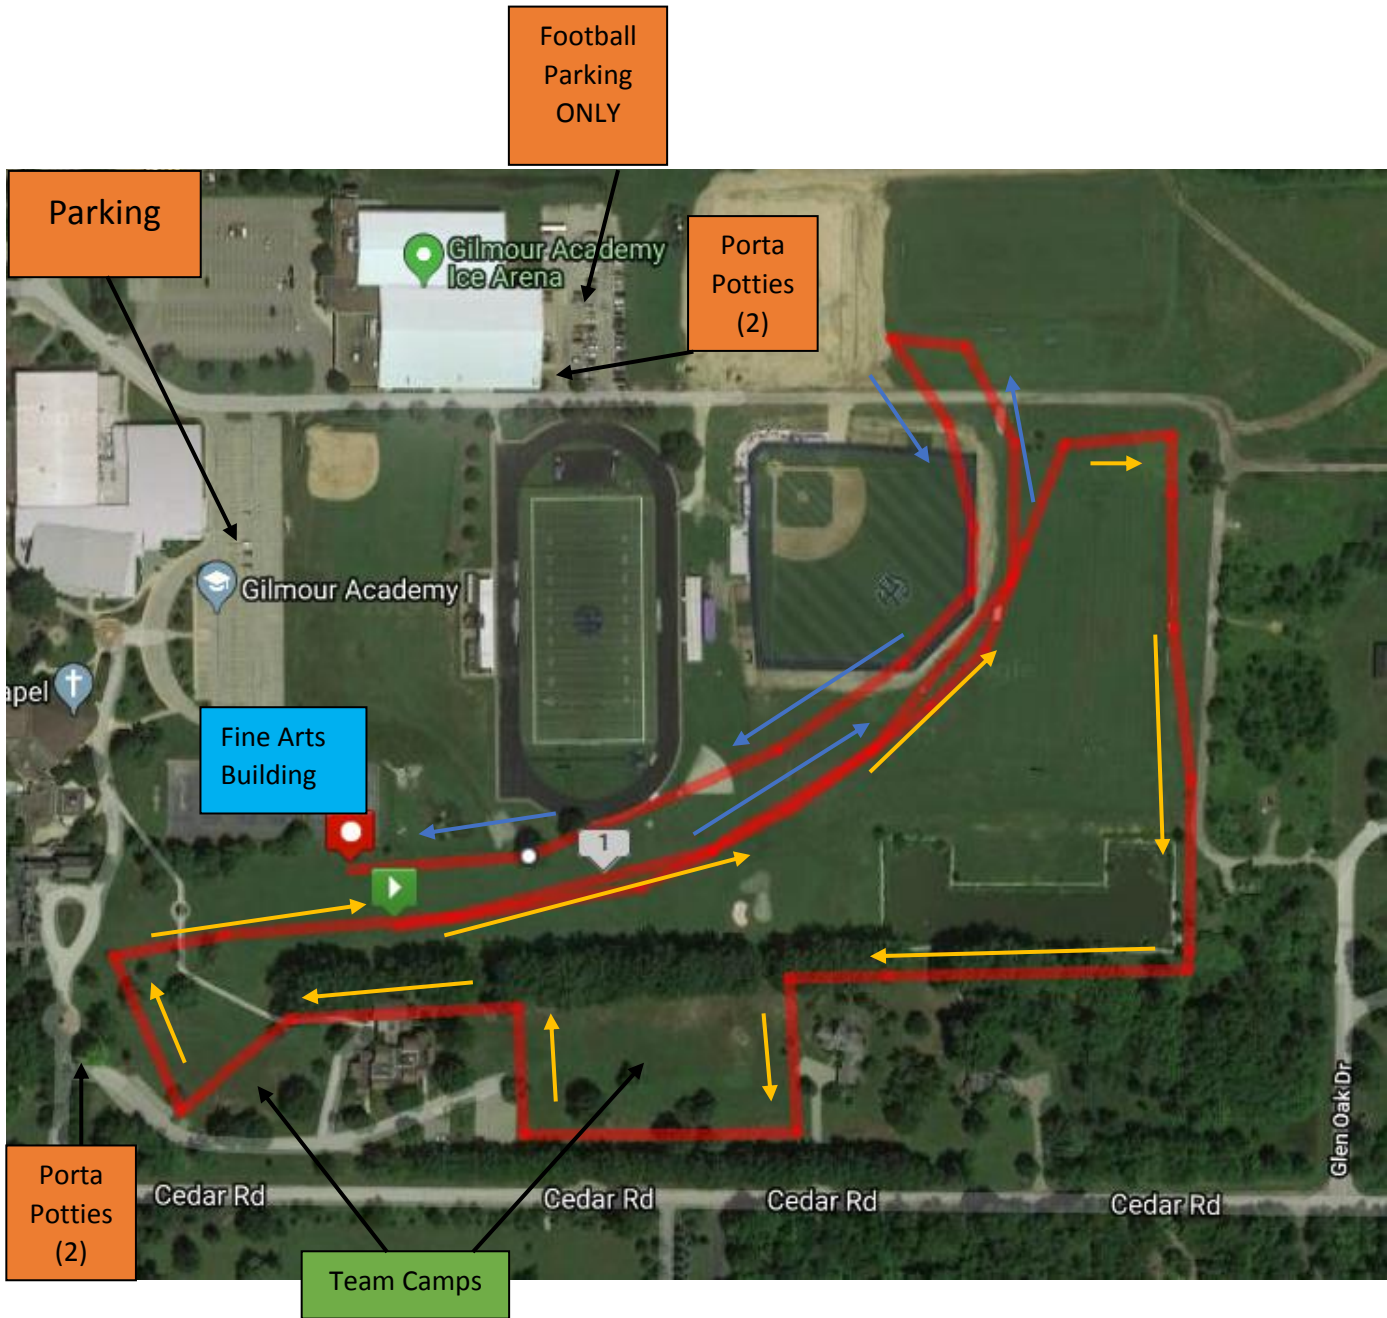 Football
Parking
ONLY
Parking
Gilmour Academy
Ice Arena
Porta
Potties
(2)
Gilmour Academy
apel
Fine Arts
Building
1
Glen Oak Dr
Porta
Potties
(2)
Cedar Rd
Cedar Rd
Cedar Rd
Cedar Rd
Team Camps